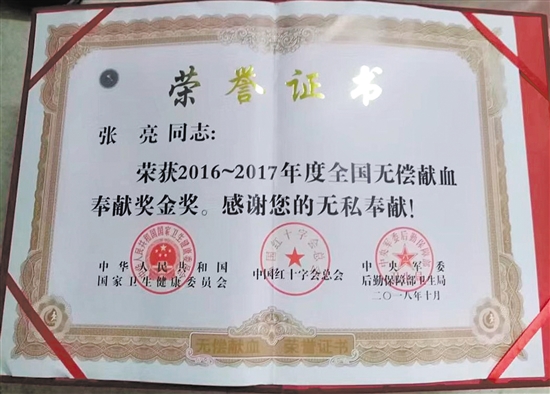 荣誉证书
张 亮 同志:
荣获2016~2017年度全国无偿献血
奉献奖金奖。感谢您的无私奉献!
中华人民共和国 中国红十字会总会 中央军委
国家卫生健康委员会 后勤保障部卫生局
二〇一八年十月
无偿献血 荣誉证书